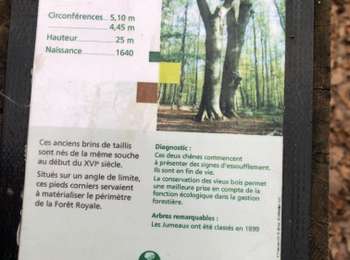 Circonférences .. 5,10 m
4,45 m
Hauteur .............. 25 m
Naissance ........... 1640
Ces anciens brins de taillis
sont nés de la même souche
au début du XVIe siècle.
Situés sur un angle de limite,
ces pieds corniers servaient
à matérialiser le périmètre
de la Forêt Royale.
Diagnostic :
Ces deux chênes commencent
à présenter des signes d'essoufflement.
Ils sont en fin de vie.
La conservation des vieux bois permet
une meilleure prise en compte de la
fonction écologique dans la gestion
forestière.
Arbres remarquables :
Les Jumeaux ont été classés en 1899